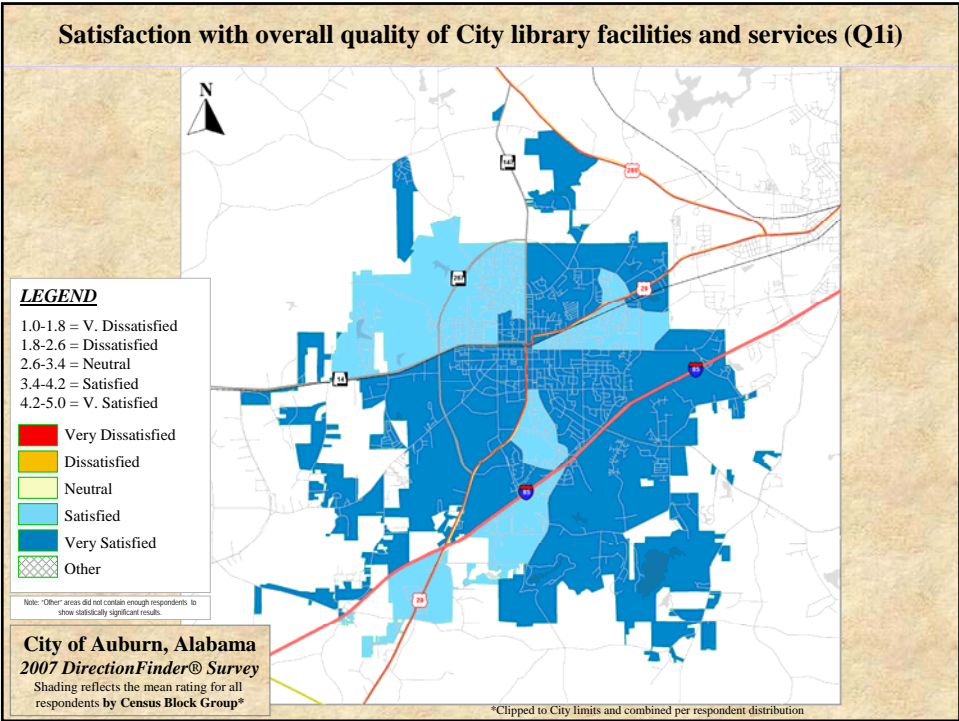 Satisfaction with overall quality of City library facilities and services (Q1i)
N
147
280
267
29
14
85
85
29
LEGEND
1.0-1.8 = V. Dissatisfied
1.8-2.6 = Dissatisfied
2.6-3.4 = Neutral
3.4-4.2 = Satisfied
4.2-5.0 = V. Satisfied
Very Dissatisfied
Dissatisfied
Neutral
Satisfied
Very Satisfied
Other
Note: "Other" areas did not contain enough respondents to
show statistically significant results.
City of Auburn, Alabama
2007 DirectionFinder® Survey
Shading reflects the mean rating for all
respondents by Census Block Group*
*Clipped to City limits and combined per respondent distribution